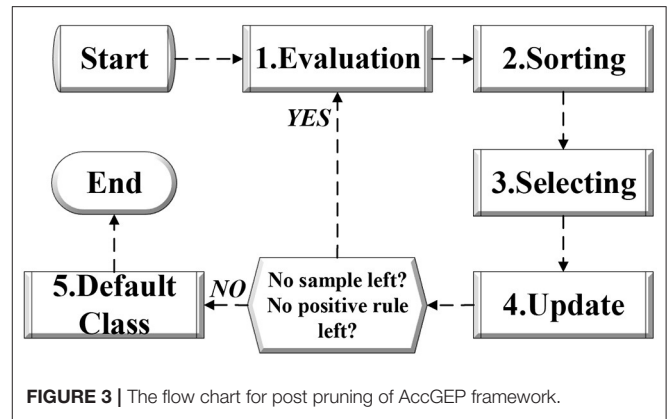 Start
1.Evaluation
2.Sorting
YES
3.Selecting
End
5.Default
Class
NO
No sample left?
No positive rule
left?
4.Update
FIGURE 3 | The flow chart for post pruning of AccGEP framework.